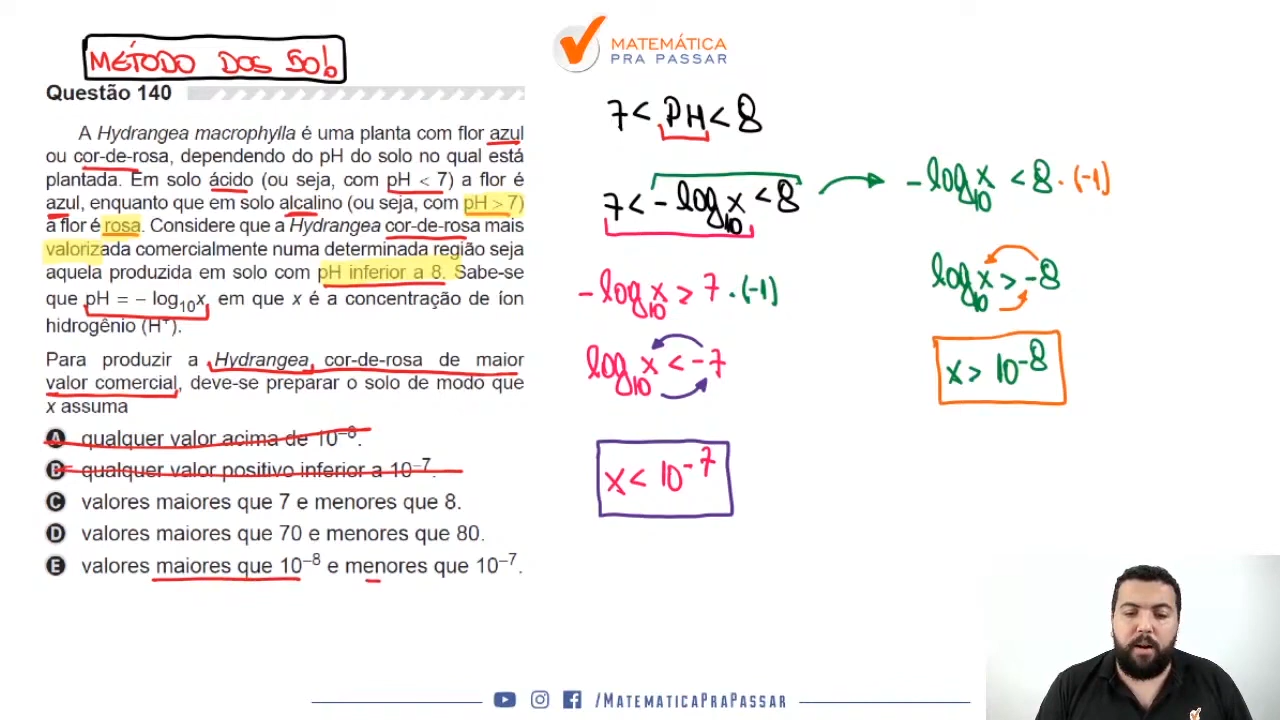 MÉTODO DOS 50!
MATEMÁTICA
PRA PASSAR
Questão 140
A Hydrangea macrophylla é uma planta com flor azul
ou cor-de-rosa, dependendo do pH do solo no qual está
plantada. Em solo ácido (ou seja, com pH < 7) a flor é
azul, enquanto que em solo alcalino (ou seja, com pH > 7)
a flor é rosa. Considere que a Hydrangea cor-de-rosa mais
valorizada comercialmente numa determinada região seja
aquela produzida em solo com pH inferior a 8. Sabe-se
que pH = – log₁₀x, em que x é a concentração de íon
hidrogênio (H⁺).
Para produzir a Hydrangea cor-de-rosa de maior
valor comercial, deve-se preparar o solo de modo que
x assuma
A qualquer valor acima de 10⁻⁸.
B qualquer valor positivo inferior a 10⁻⁷.
C valores maiores que 7 e menores que 8.
D valores maiores que 70 e menores que 80.
E valores maiores que 10⁻⁸ e menores que 10⁻⁷.
7 < PH < 8
7 < - log₁₀x < 8
- log₁₀x > 7 · (-1)
log₁₀x < -7
x < 10⁻⁷
- log₁₀x < 8 · (-1)
log₁₀x > -8
x > 10⁻⁸
/MATEMATICAPRAPASSAR